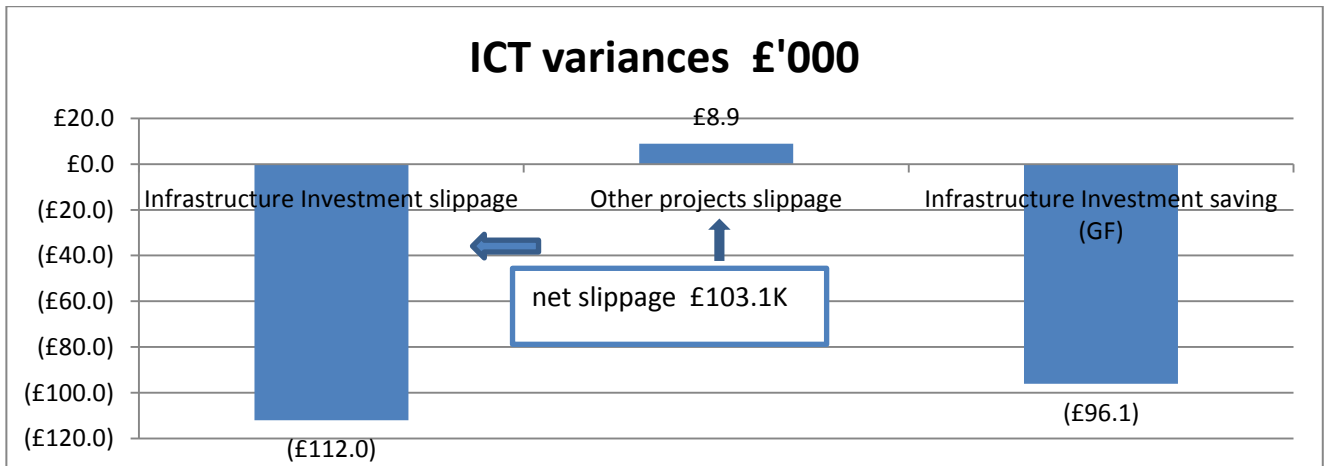 ICT variances £'000
£20.0
£0.0
(£20.0)
(£40.0)
(£60.0)
(£80.0)
(£100.0)
(£120.0)
£8.9
Infrastructure Investment slippage
Other projects slippage
Infrastructure Investment saving
(GF)
net slippage £103.1K
(£112.0)
(£96.1)